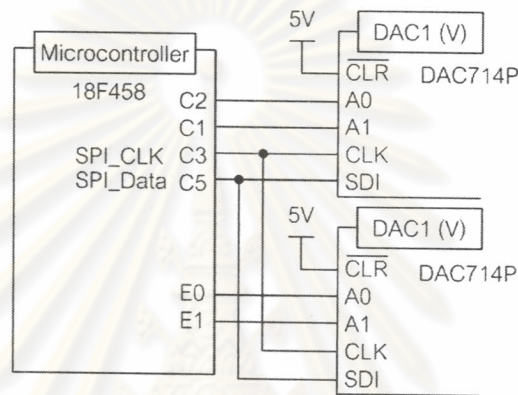 Microcontroller
18F458
C2
C1
SPI_CLK C3
SPI_Data C5
E0
E1
5V
DAC1 (V)
CLR DAC714P
A0
A1
CLK
SDI
5V
DAC1 (V)
CLR DAC714P
A0
A1
CLK
SDI